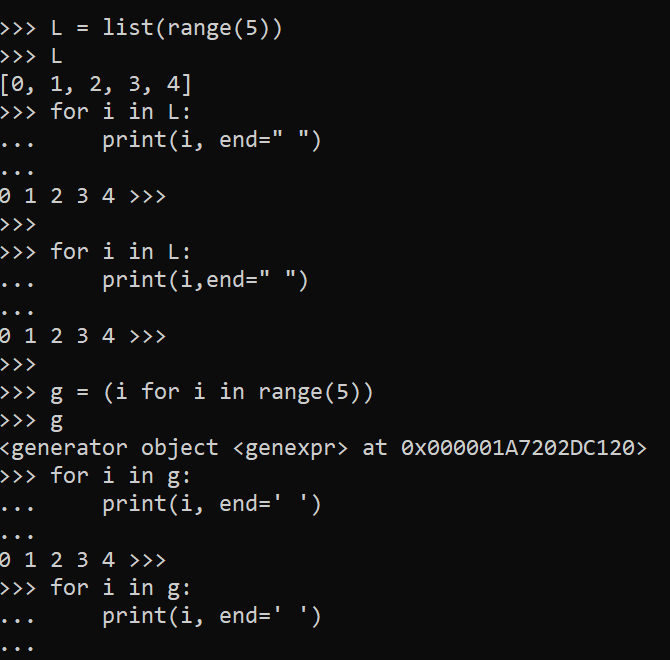 >>> L = list(range(5))
>>> L
[0, 1, 2, 3, 4]
>>> for i in L:
...     print(i, end=" ")
...
0 1 2 3 4 >>>
>>>
>>> for i in L:
...     print(i,end=" ")
...
0 1 2 3 4 >>>
>>>
>>> g = (i for i in range(5))
>>> g
<generator object <genexpr> at 0x000001A7202DC120>
>>> for i in g:
...     print(i, end=' ')
...
0 1 2 3 4 >>>
>>> for i in g:
...     print(i, end=' ')
...